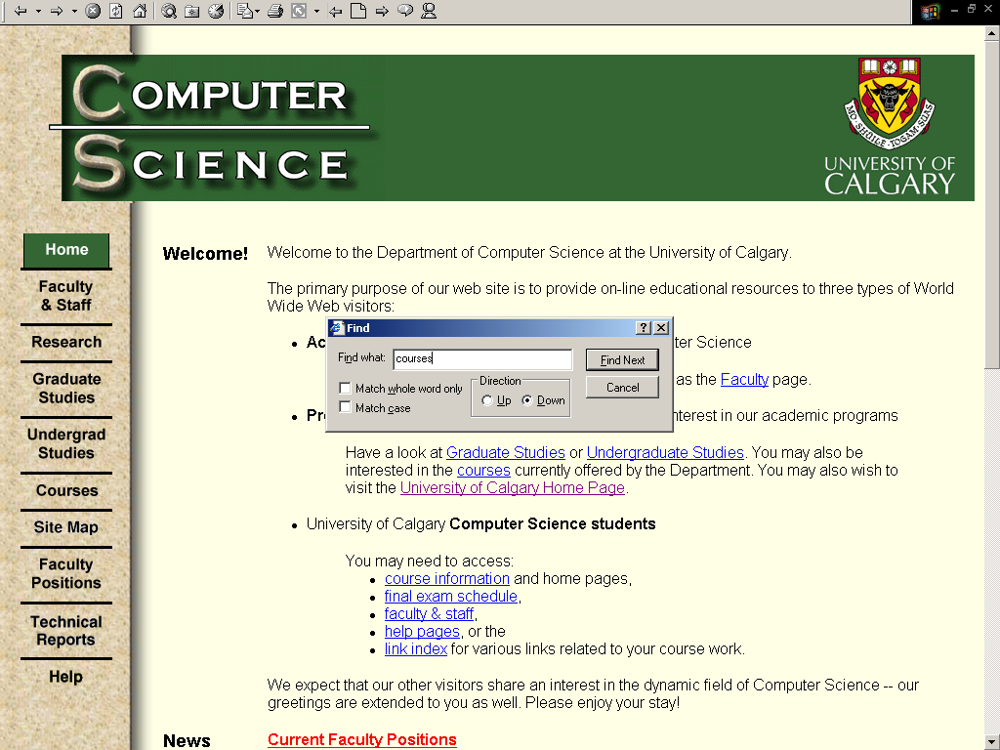 COMPUTER
SCIENCE
MO·SHÙILE·TOGAM·SUAS
UNIVERSITY OF
CALGARY
Home
Faculty
& Staff
Research
Graduate
Studies
Undergrad
Studies
Courses
Site Map
Faculty
Positions
Technical
Reports
Help
Welcome!
Welcome to the Department of Computer Science at the University of Calgary.
The primary purpose of our web site is to provide on-line educational resources to three types of World
Wide Web visitors:
Find
Find what:
courses
Find Next
Cancel
Match whole word only
Match case
Direction
Up
Down
Ac
ter Science
as the Faculty page.
Pr
nterest in our academic programs
Have a look at Graduate Studies or Undergraduate Studies. You may also be
interested in the courses currently offered by the Department. You may also wish to
visit the University of Calgary Home Page.
University of Calgary Computer Science students
You may need to access:
course information and home pages,
final exam schedule,
faculty & staff,
help pages, or the
link index for various links related to your course work.
We expect that our other visitors share an interest in the dynamic field of Computer Science -- our
greetings are extended to you as well. Please enjoy your stay!
News
Current Faculty Positions